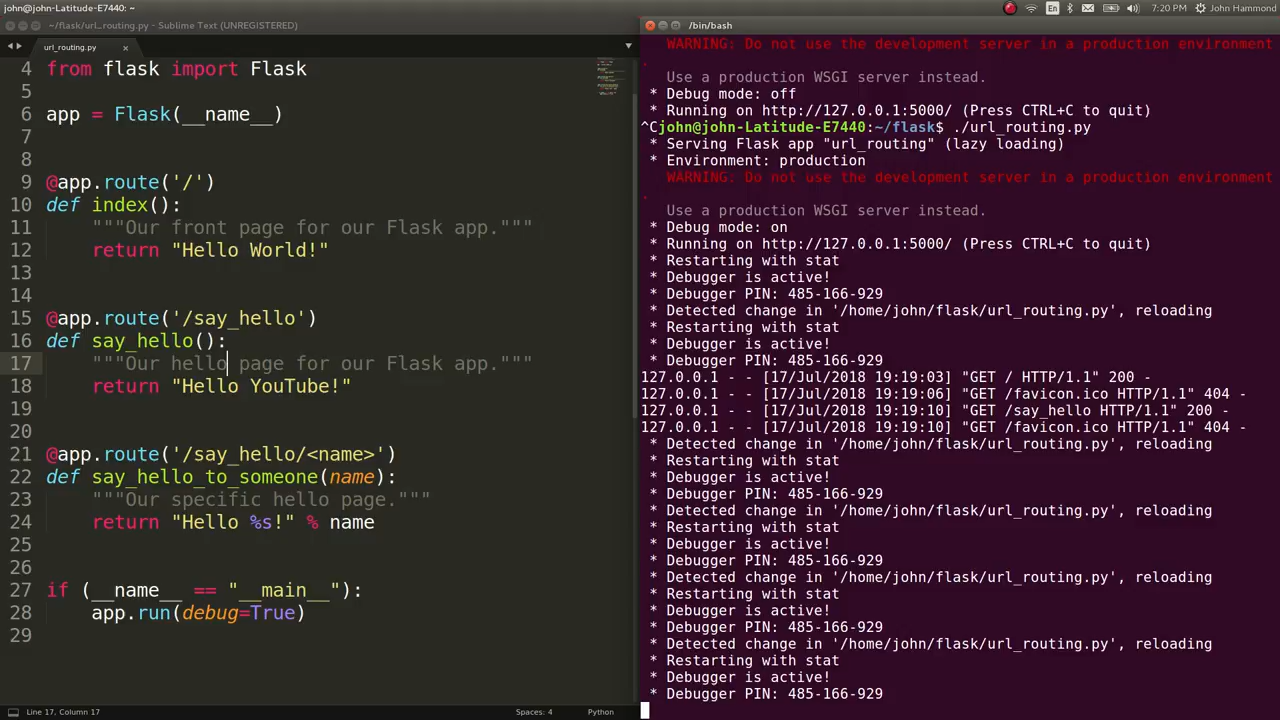 john@john-Latitude-E7440: ~
En
7:20 PM
John Hammond
~/flask/url_routing.py - Sublime Text (UNREGISTERED)
url_routing.py
4 from flask import Flask
5
6 app = Flask(__name__)
7
8
9 @app.route('/')
10 def index():
11 """Our front page for our Flask app."""
12 return "Hello World!"
13
14
15 @app.route('/say_hello')
16 def say_hello():
17 """Our hello page for our Flask app."""
18 return "Hello YouTube!"
19
20
21 @app.route('/say_hello/<name>')
22 def say_hello_to_someone(name):
23 """Our specific hello page."""
24 return "Hello %s!" % name
25
26
27 if (__name__ == "__main__"):
28 app.run(debug=True)
29
Line 17, Column 17
Spaces: 4
Python
/bin/bash
WARNING: Do not use the development server in a production environment
.
Use a production WSGI server instead.
* Debug mode: off
* Running on http://127.0.0.1:5000/ (Press CTRL+C to quit)
^Cjohn@john-Latitude-E7440:~/flask$ ./url_routing.py
* Serving Flask app "url_routing" (lazy loading)
* Environment: production
WARNING: Do not use the development server in a production environment
.
Use a production WSGI server instead.
* Debug mode: on
* Running on http://127.0.0.1:5000/ (Press CTRL+C to quit)
* Restarting with stat
* Debugger is active!
* Debugger PIN: 485-166-929
* Detected change in '/home/john/flask/url_routing.py', reloading
* Restarting with stat
* Debugger is active!
* Debugger PIN: 485-166-929
127.0.0.1 - - [17/Jul/2018 19:19:03] "GET / HTTP/1.1" 200 -
127.0.0.1 - - [17/Jul/2018 19:19:06] "GET /favicon.ico HTTP/1.1" 404 -
127.0.0.1 - - [17/Jul/2018 19:19:10] "GET /say_hello HTTP/1.1" 200 -
127.0.0.1 - - [17/Jul/2018 19:19:10] "GET /favicon.ico HTTP/1.1" 404 -
* Detected change in '/home/john/flask/url_routing.py', reloading
* Restarting with stat
* Debugger is active!
* Debugger PIN: 485-166-929
* Detected change in '/home/john/flask/url_routing.py', reloading
* Restarting with stat
* Debugger is active!
* Debugger PIN: 485-166-929
* Detected change in '/home/john/flask/url_routing.py', reloading
* Restarting with stat
* Debugger is active!
* Debugger PIN: 485-166-929
* Detected change in '/home/john/flask/url_routing.py', reloading
* Restarting with stat
* Debugger is active!
* Debugger PIN: 485-166-929